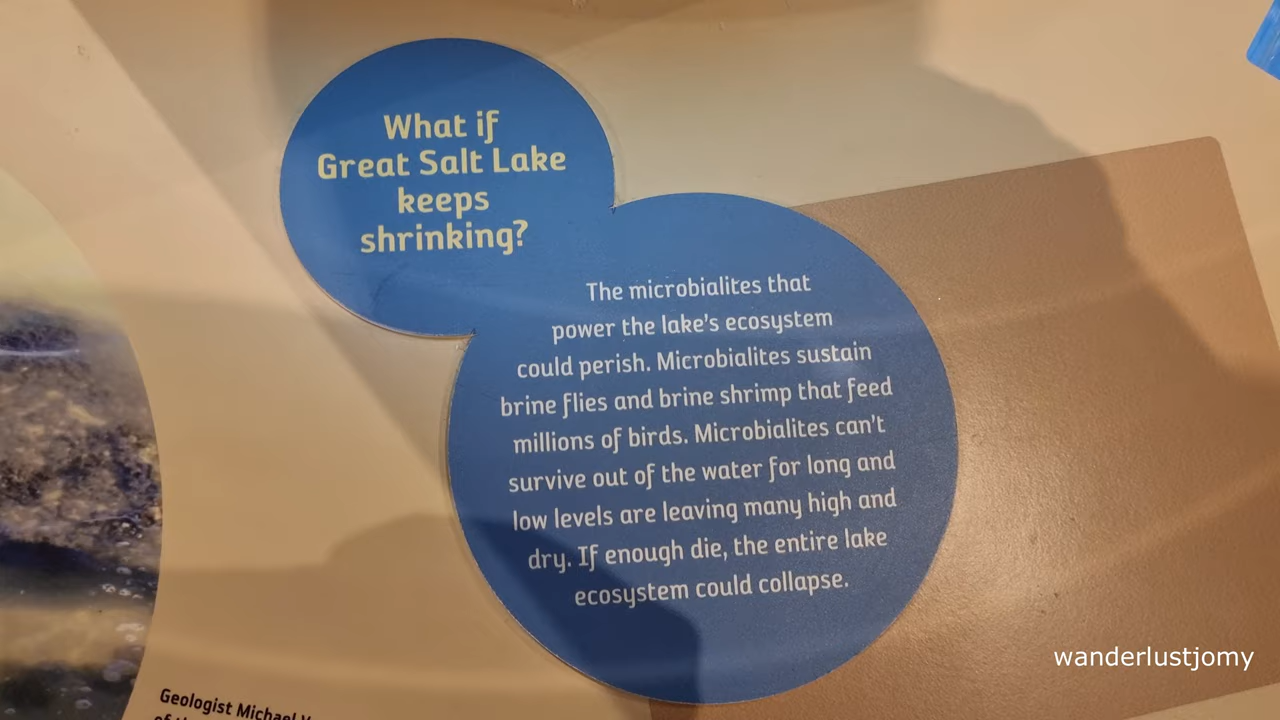 What if
Great Salt Lake
keeps
shrinking?
The microbialites that
power the lake's ecosystem
could perish. Microbialites sustain
brine flies and brine shrimp that feed
millions of birds. Microbialites can't
survive out of the water for long and
low levels are leaving many high and
dry. If enough die, the entire lake
ecosystem could collapse.
Geologist Michael
wanderlustjomy